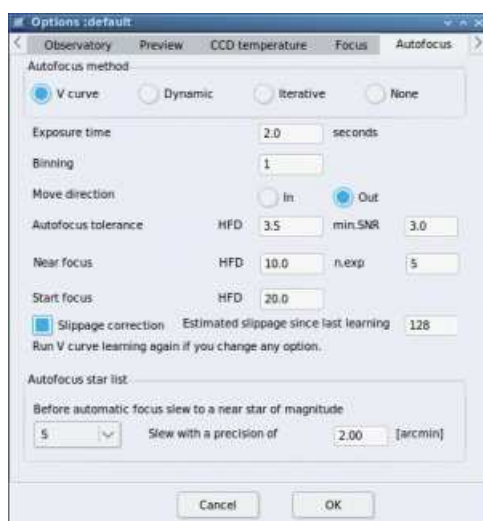 Options :default
Observatory Preview CCD temperature Focus Autofocus
Autofocus method
V curve Dynamic Iterative None
Exposure time 2.0 seconds
Binning 1
Move direction In Out
Autofocus tolerance HFD 3.5 min.SNR 3.0
Near focus HFD 10.0 n.exp 5
Start focus HFD 20.0
Slippage correction Estimated slippage since last learning 128
Run V curve learning again if you change any option.
Autofocus star list
Before automatic focus slew to a near star of magnitude
5 Slew with a precision of 2.00 [arcmin]
Cancel OK